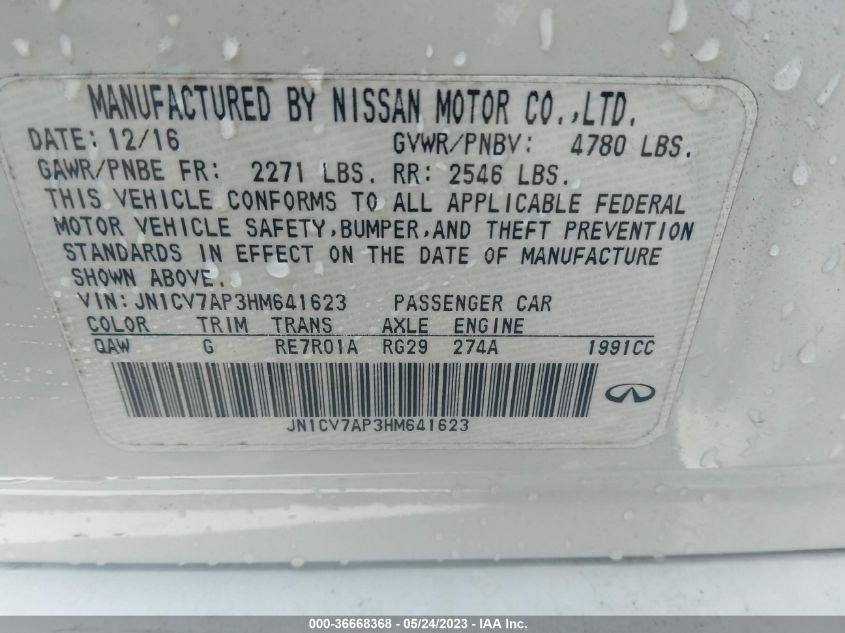 MANUFACTURED BY NISSAN MOTOR CO.,LTD.
DATE: 12/16 GVWR/PNBV: 4780 LBS.
GAWR/PNBE FR: 2271 LBS. RR: 2546 LBS.
THIS VEHICLE CONFORMS TO ALL APPLICABLE FEDERAL
MOTOR VEHICLE SAFETY,BUMPER,AND THEFT PREVENTION
STANDARDS IN EFFECT ON THE DATE OF MANUFACTURE
SHOWN ABOVE.
VIN: JN1CV7AP3HM641623 PASSENGER CAR
COLOR TRIM TRANS AXLE ENGINE
QAW G RE7R01A RG29 274A 1991CC
JN1CV7AP3HM641623
000-36668368 - 05/24/2023 - IAA, Inc.